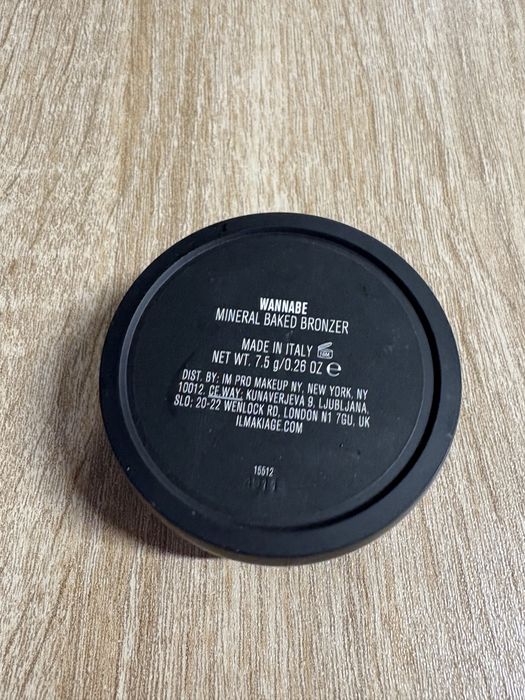 WANNABE
MINERAL BAKED BRONZER
MADE IN ITALY
NET WT. 7.5 g/0.26 OZ ℮
DIST. BY: IM PRO MAKEUP NY, NEW YORK, NY
10012. CE.WAY: KUNAVERJEVA 9, LJUBLJANA,
SLO; 20-22 WENLOCK RD, LONDON N1 7GU, UK
ILMAKIAGE.COM
15512